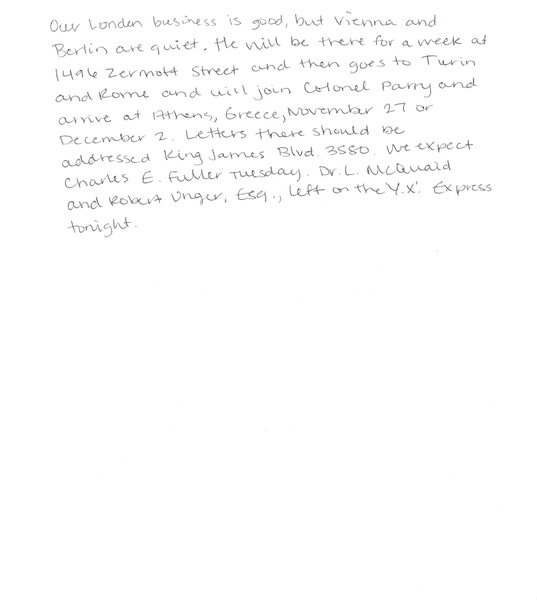 Our London business is good, but Vienna and
Berlin are quiet. He will be there for a week at
1496 Zermott Street and then goes to Turin
and Rome and will join Colonel Parry and
arrive at Athens, Greece, November 27 or
December 2. Letters there should be
addressed King James Blvd. 3580. We expect
Charles E. Fuller Tuesday. Dr. L. McQuaid
and Robert Unger, Esq., left on the 'Y.X'. Express
tonight.